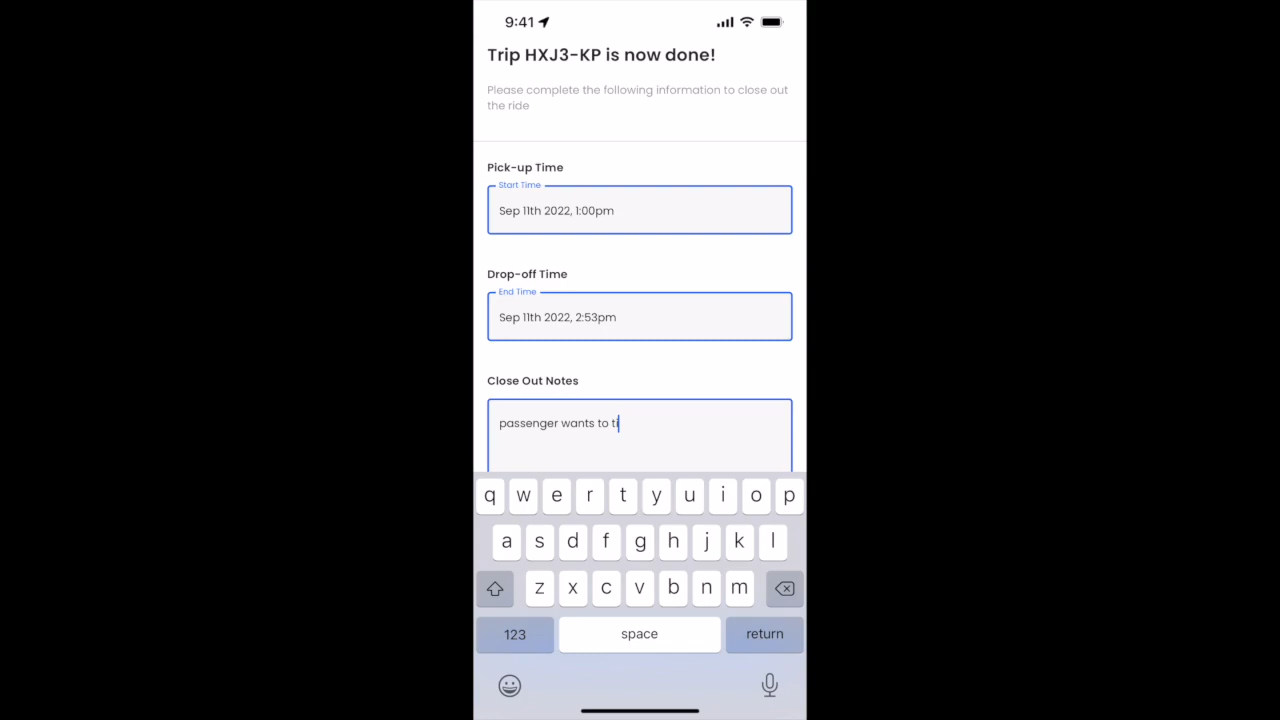 9:41
Trip HXJ3-KP is now done!
Please complete the following information to close out
the ride
Pick-up Time
Start Time
Sep 11th 2022, 1:00pm
Drop-off Time
End Time
Sep 11th 2022, 2:53pm
Close Out Notes
passenger wants to ti
q w e r t y u i o p
a s d f g h j k l
z x c v b n m
123 space return